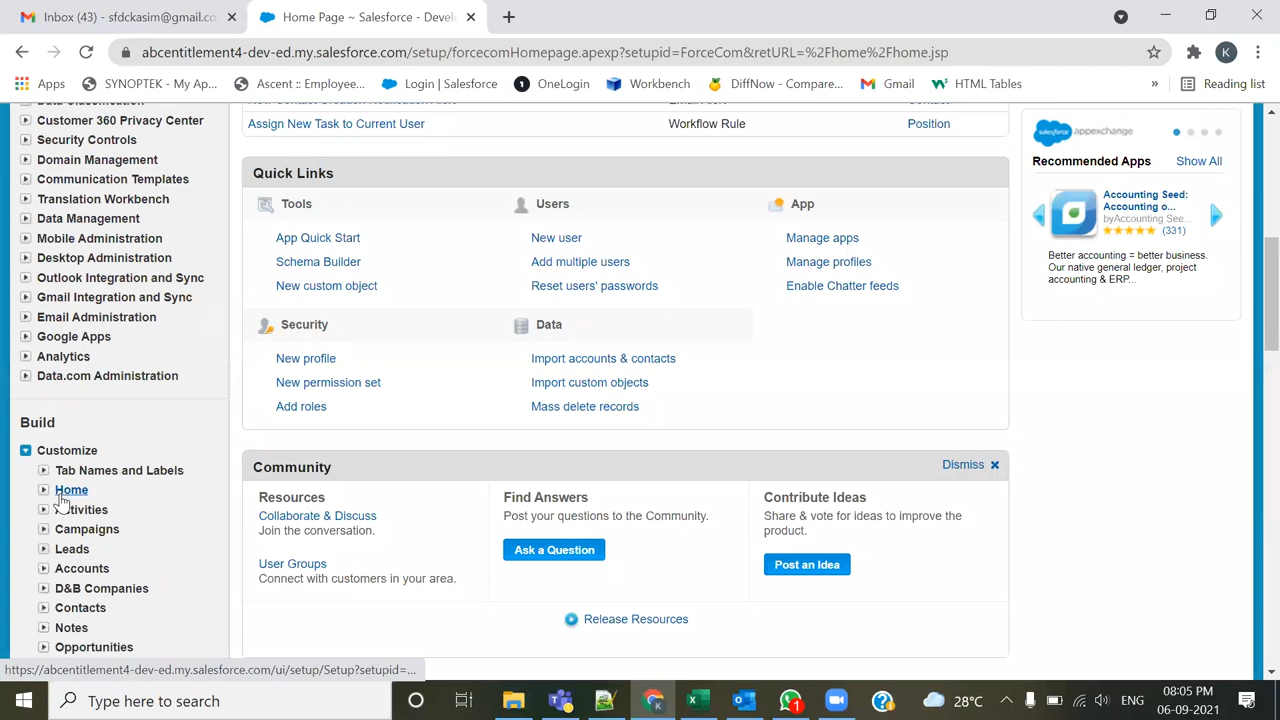 Inbox (43) - sfdckasim@gmail.co
Home Page ~ Salesforce - Develo
abcentitlement4-dev-ed.my.salesforce.com/setup/forcecomHomepage.apexp?setupid=ForceCom&retURL=%2Fhome%2Fhome.jsp
K
Apps
SYNOPTEK - My Ap...
Ascent :: Employee...
Login | Salesforce
OneLogin
Workbench
DiffNow - Compare...
Gmail
HTML Tables
»
Reading list
Customer 360 Privacy Center
Security Controls
Domain Management
Communication Templates
Translation Workbench
Data Management
Mobile Administration
Desktop Administration
Outlook Integration and Sync
Gmail Integration and Sync
Email Administration
Google Apps
Analytics
Data.com Administration
Build
Customize
Tab Names and Labels
Home
Activities
Campaigns
Leads
Accounts
D&B Companies
Contacts
Notes
Opportunities
Assign New Task to Current User
Workflow Rule
Position
Quick Links
Tools
Users
App
App Quick Start
New user
Manage apps
Schema Builder
Add multiple users
Manage profiles
New custom object
Reset users' passwords
Enable Chatter feeds
Security
Data
New profile
Import accounts & contacts
New permission set
Import custom objects
Add roles
Mass delete records
Community
Dismiss
Resources
Collaborate & Discuss
Join the conversation.
User Groups
Connect with customers in your area.
Find Answers
Post your questions to the Community.
Ask a Question
Contribute Ideas
Share & vote for ideas to improve the
product.
Post an Idea
Release Resources
salesforce appexchange
Recommended Apps
Show All
Accounting Seed:
Accounting o...
byAccounting See...
(331)
Better accounting = better business.
Our native general ledger, project
accounting & ERP...
https://abcentitlement4-dev-ed.my.salesforce.com/ui/setup/Setup?setupid=...
Type here to search
1
28°C
ENG
08:05 PM
06-09-2021